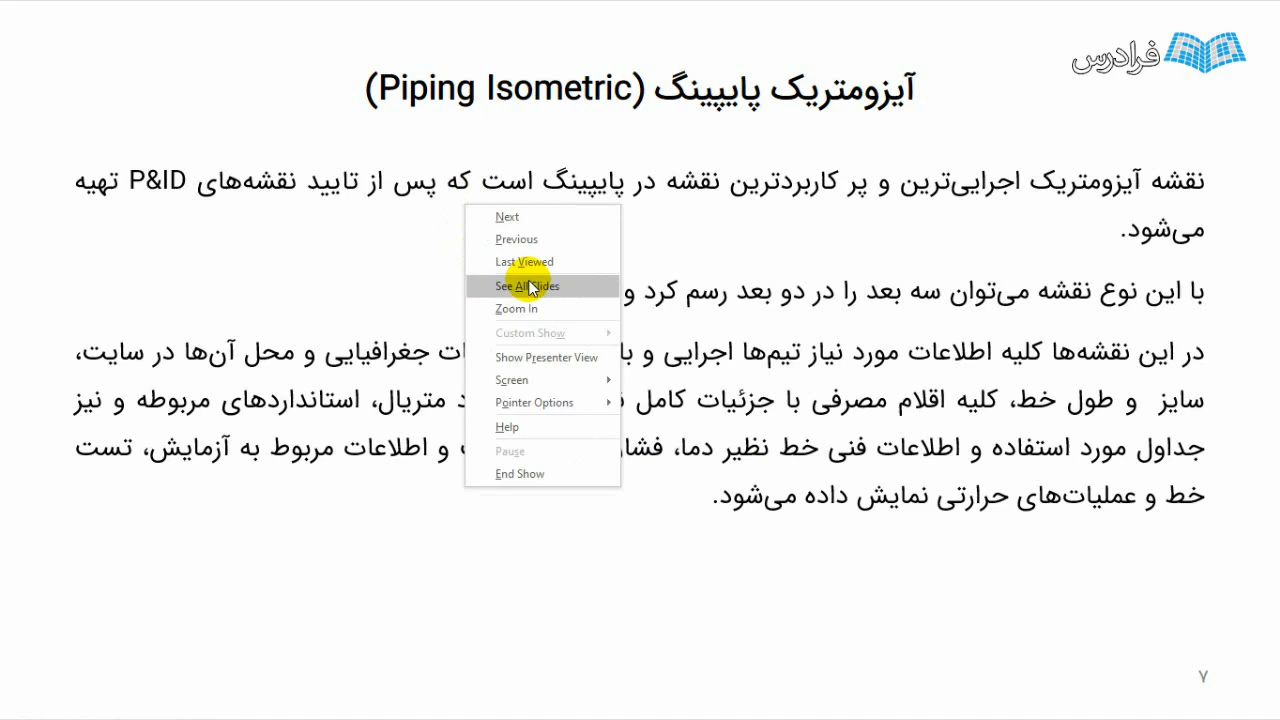 فرادرس
آیزومتریک پایپینگ (Piping Isometric)
نقشه آیزومتریک اجرایی‌ترین و پر کاربردترین نقشه در پایپینگ است که پس از تایید نقشه‌های P&ID تهیه
می‌شود.
با این نوع نقشه می‌توان سه بعد را در دو بعد رسم کرد و
در این نقشه‌ها کلیه اطلاعات مورد نیاز تیم‌ها اجرایی و جغرافیایی و محل آن‌ها در سایت،
سایز و طول خط، کلیه اقلام مصرفی با جزئیات کامل متریال، استانداردهای مربوطه و نیز
جداول مورد استفاده و اطلاعات فنی خط نظیر دما، و اطلاعات مربوط به آزمایش، تست
خط و عملیات‌های حرارتی نمایش داده می‌شود.
Next
Previous
Last Viewed
See All Slides
Zoom In
Custom Show
Show Presenter View
Screen
Pointer Options
Help
Pause
End Show
۷